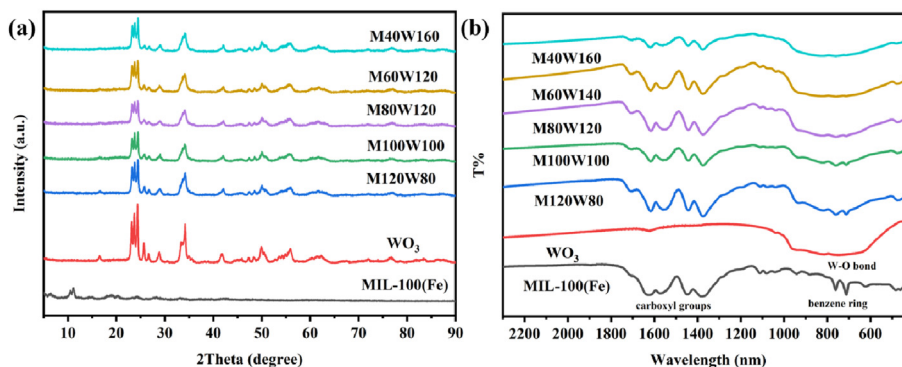 (a)
M40W160
M60W120
M80W120
M100W100
M120W80
WO3
MIL-100(Fe)
Intensity (a.u.)
10 20 30 40 50 60 70 80 90
2Theta (degree)
(b)
M40W160
M60W140
M80W120
M100W100
M120W80
WO3
W-O bond
MIL-100(Fe)
carboxyl groups
benzene ring
T%
2200 2000 1800 1600 1400 1200 1000 800 600
Wavelength (nm)